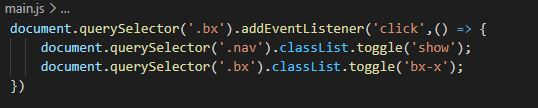 main.js > ...
document.querySelector('.bx').addEventListener('click',() => {
    document.querySelector('.nav').classList.toggle('show');
    document.querySelector('.bx').classList.toggle('bx-x');
})